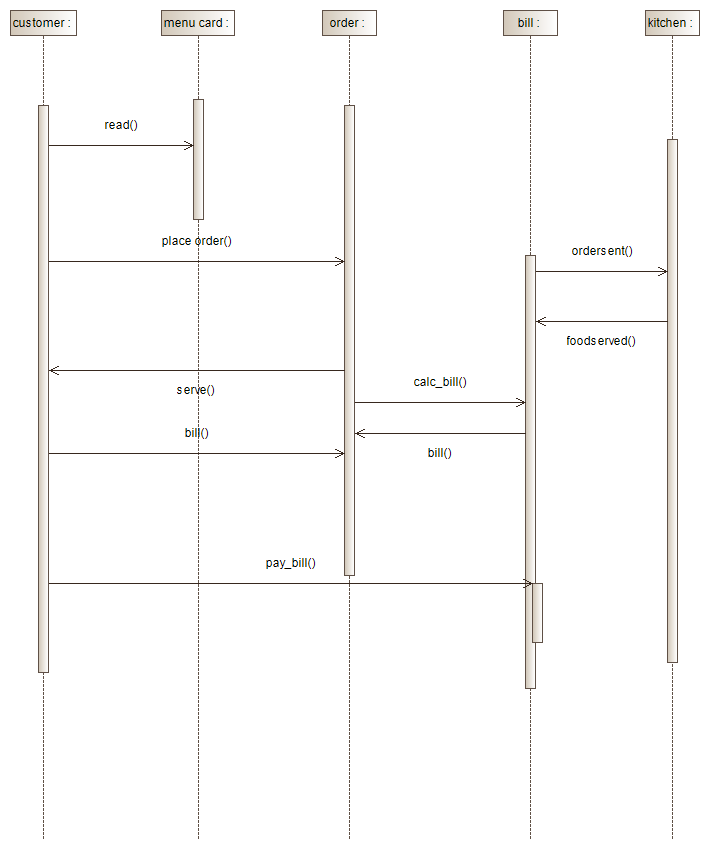 customer :
menu card :
order :
bill :
kitchen :
read()
place order()
ordersent()
foodserved()
calc_bill()
serve()
bill()
bill()
pay_bill()